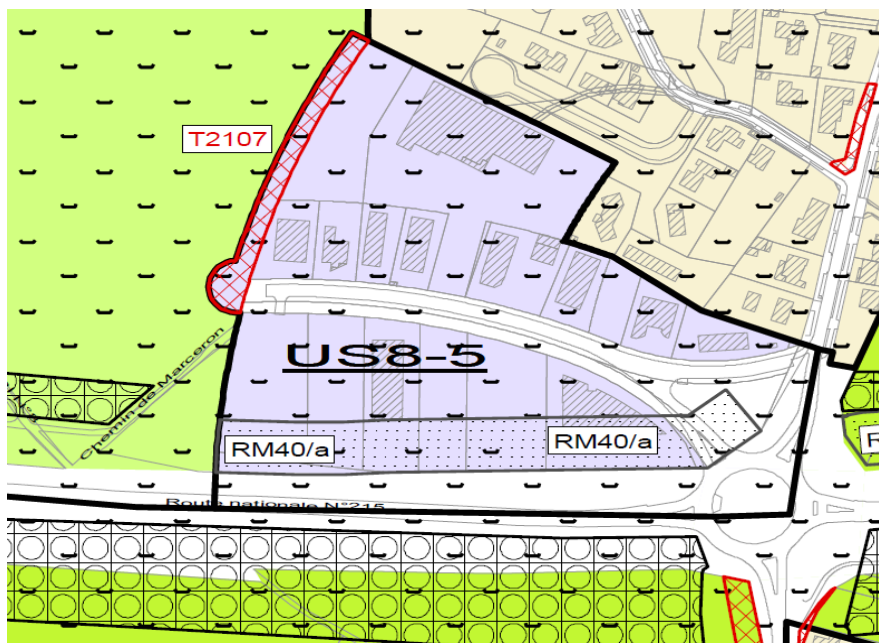 T2107
US8-5
Chemin de Marceron
RM40/a
RM40/a
R
Route nationale N°215